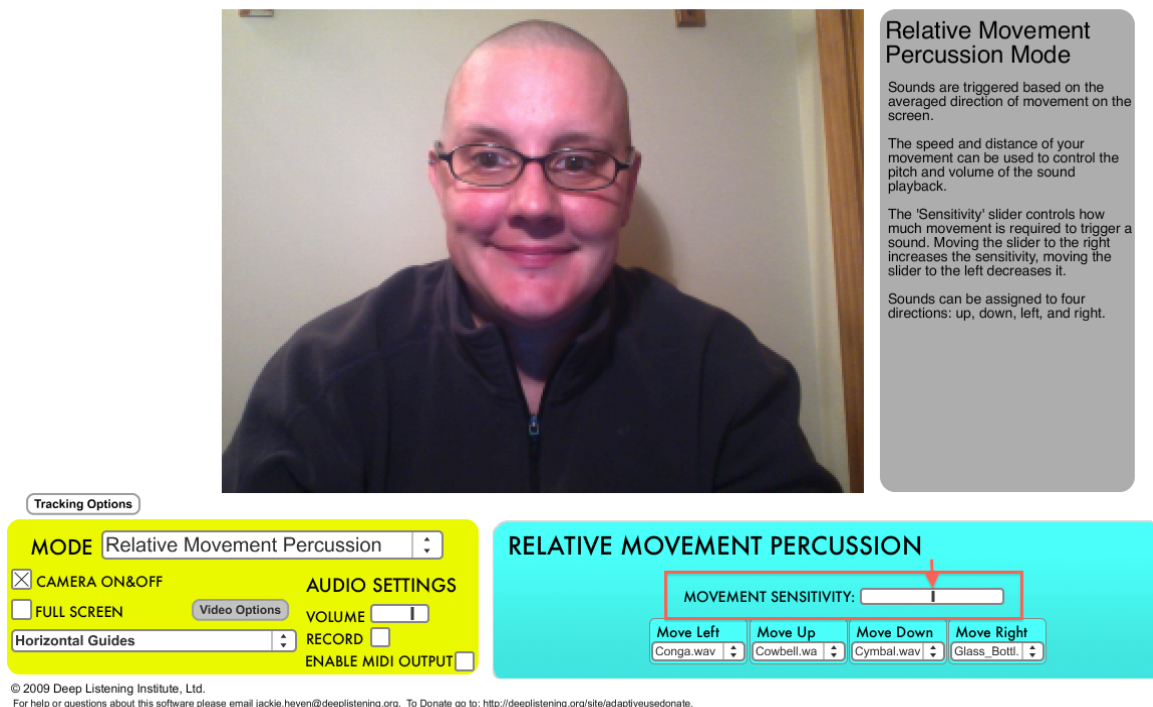 Relative Movement
Percussion Mode
Sounds are triggered based on the
averaged direction of movement on the
screen.
The speed and distance of your
movement can be used to control the
pitch and volume of the sound
playback.
The 'Sensitivity' slider controls how
much movement is required to trigger a
sound. Moving the slider to the right
increases the sensitivity, moving the
slider to the left decreases it.
Sounds can be assigned to four
directions: up, down, left, and right.
Tracking Options
MODE Relative Movement Percussion
CAMERA ON&OFF
FULL SCREEN Video Options
Horizontal Guides
AUDIO SETTINGS
VOLUME
RECORD
ENABLE MIDI OUTPUT
RELATIVE MOVEMENT PERCUSSION
MOVEMENT SENSITIVITY:
Move Left Move Up Move Down Move Right
Conga.wav Cowbell.wa Cymbal.wav Glass_Bottl.
© 2009 Deep Listening Institute, Ltd.
For help or questions about this software please email jackie.heyen@deeplistening.org. To Donate go to: http://deeplistening.org/site/adaptiveusedonate.